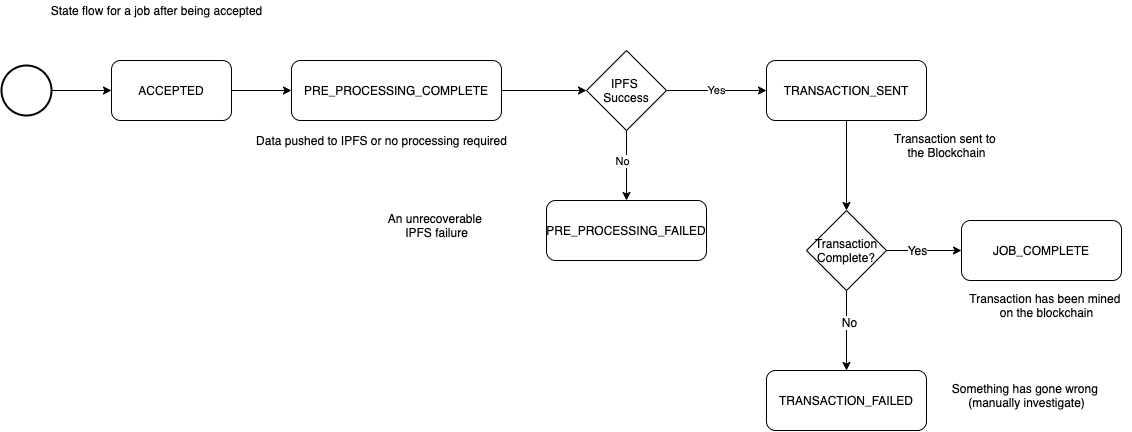 State flow for a job after being accepted
ACCEPTED
PRE_PROCESSING_COMPLETE
IPFS
Success
Yes
TRANSACTION_SENT
Data pushed to IPFS or no processing required
Transaction sent to
the Blockchain
No
An unrecoverable
IPFS failure
PRE_PROCESSING_FAILED
Transaction
Complete?
Yes
JOB_COMPLETE
Transaction has been mined
on the blockchain
No
TRANSACTION_FAILED
Something has gone wrong
(manually investigate)